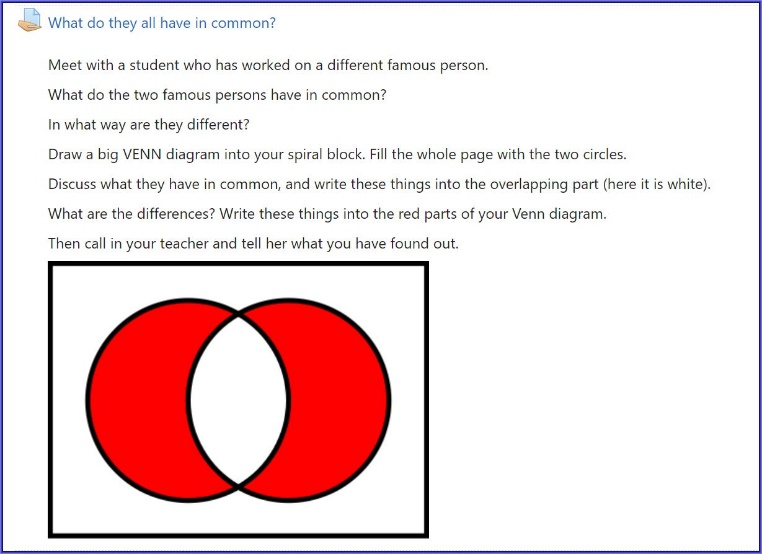 What do they all have in common?
Meet with a student who has worked on a different famous person.
What do the two famous persons have in common?
In what way are they different?
Draw a big VENN diagram into your spiral block. Fill the whole page with the two circles.
Discuss what they have in common, and write these things into the overlapping part (here it is white).
What are the differences? Write these things into the red parts of your Venn diagram.
Then call in your teacher and tell her what you have found out.